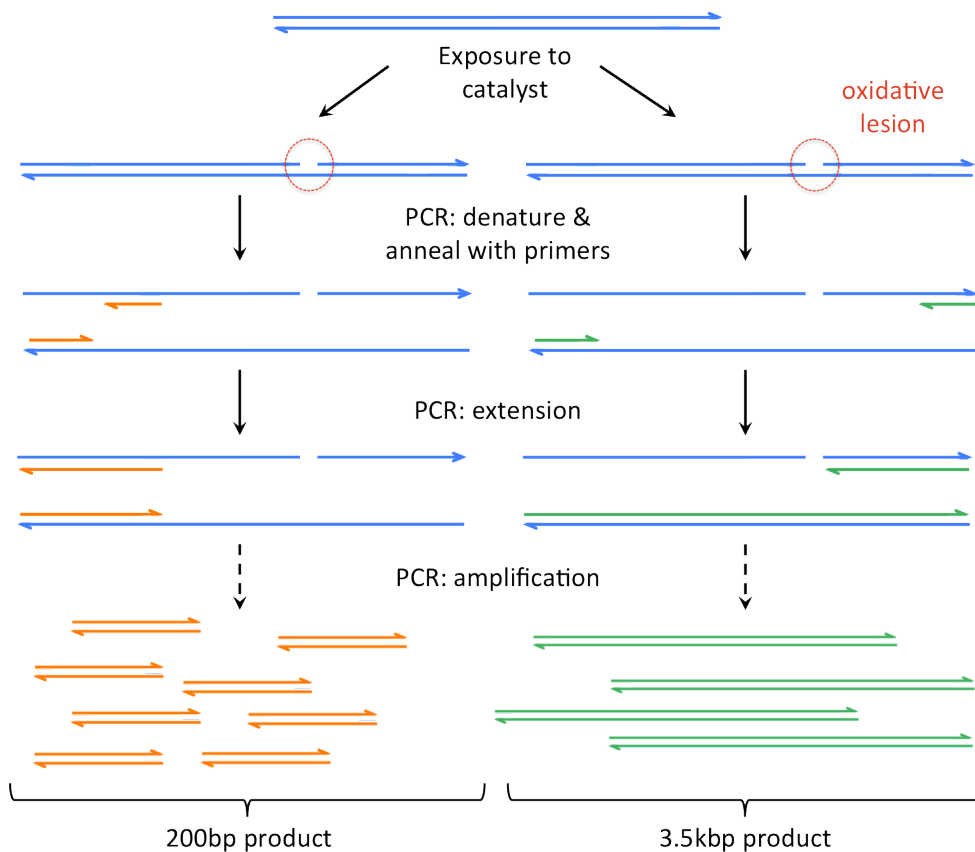 Exposure to
catalyst
oxidative
lesion
PCR: denature &
anneal with primers
PCR: extension
PCR: amplification
200bp product
3.5kbp product